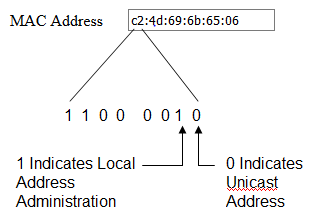 MAC Address c2:4d:69:6b:65:06
1 1 0 0 0 0 1 0
1 Indicates Local
Address
Administration
0 Indicates
Unicast
Address